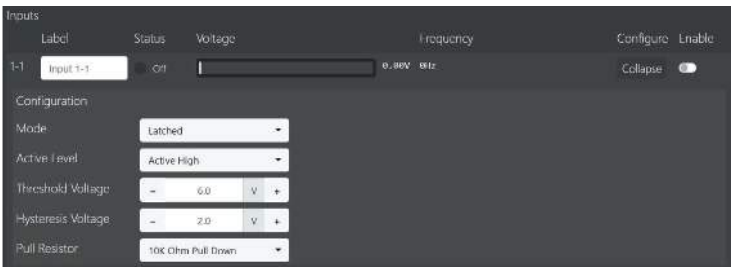 Inputs
Label Status Voltage Frequency Configure Enable
1-1 Input 1-1 Off 0.00V 0Hz Collapse
Configuration
Mode Latched
Active Level Active High
Threshold Voltage - 6.0 V +
Hysteresis Voltage - 2.0 V +
Pull Resistor 10K Ohm Pull Down